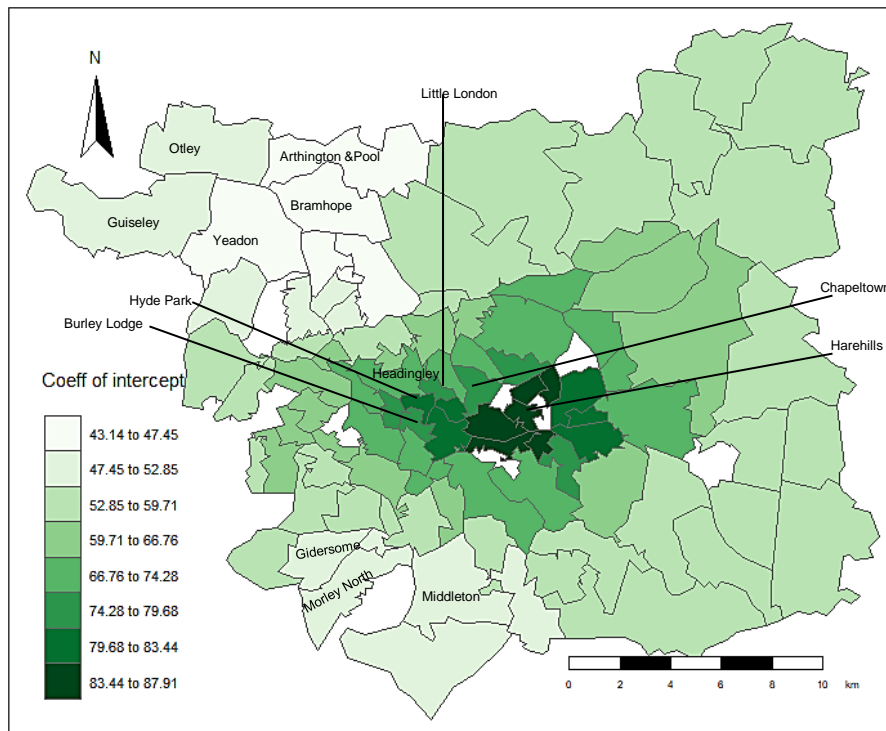 N
Little London
Otley
Arthington &Pool
Bramhope
Guiseley
Yeadon
Chapeltown
Hyde Park
Burley Lodge
Harehills
Headingley
Coeff of intercept
43.14 to 47.45
47.45 to 52.85
52.85 to 59.71
59.71 to 66.76
66.76 to 74.28
74.28 to 79.68
79.68 to 83.44
83.44 to 87.91
Gidersome
Morley North
Middleton
0 2 4 6 8 10
km